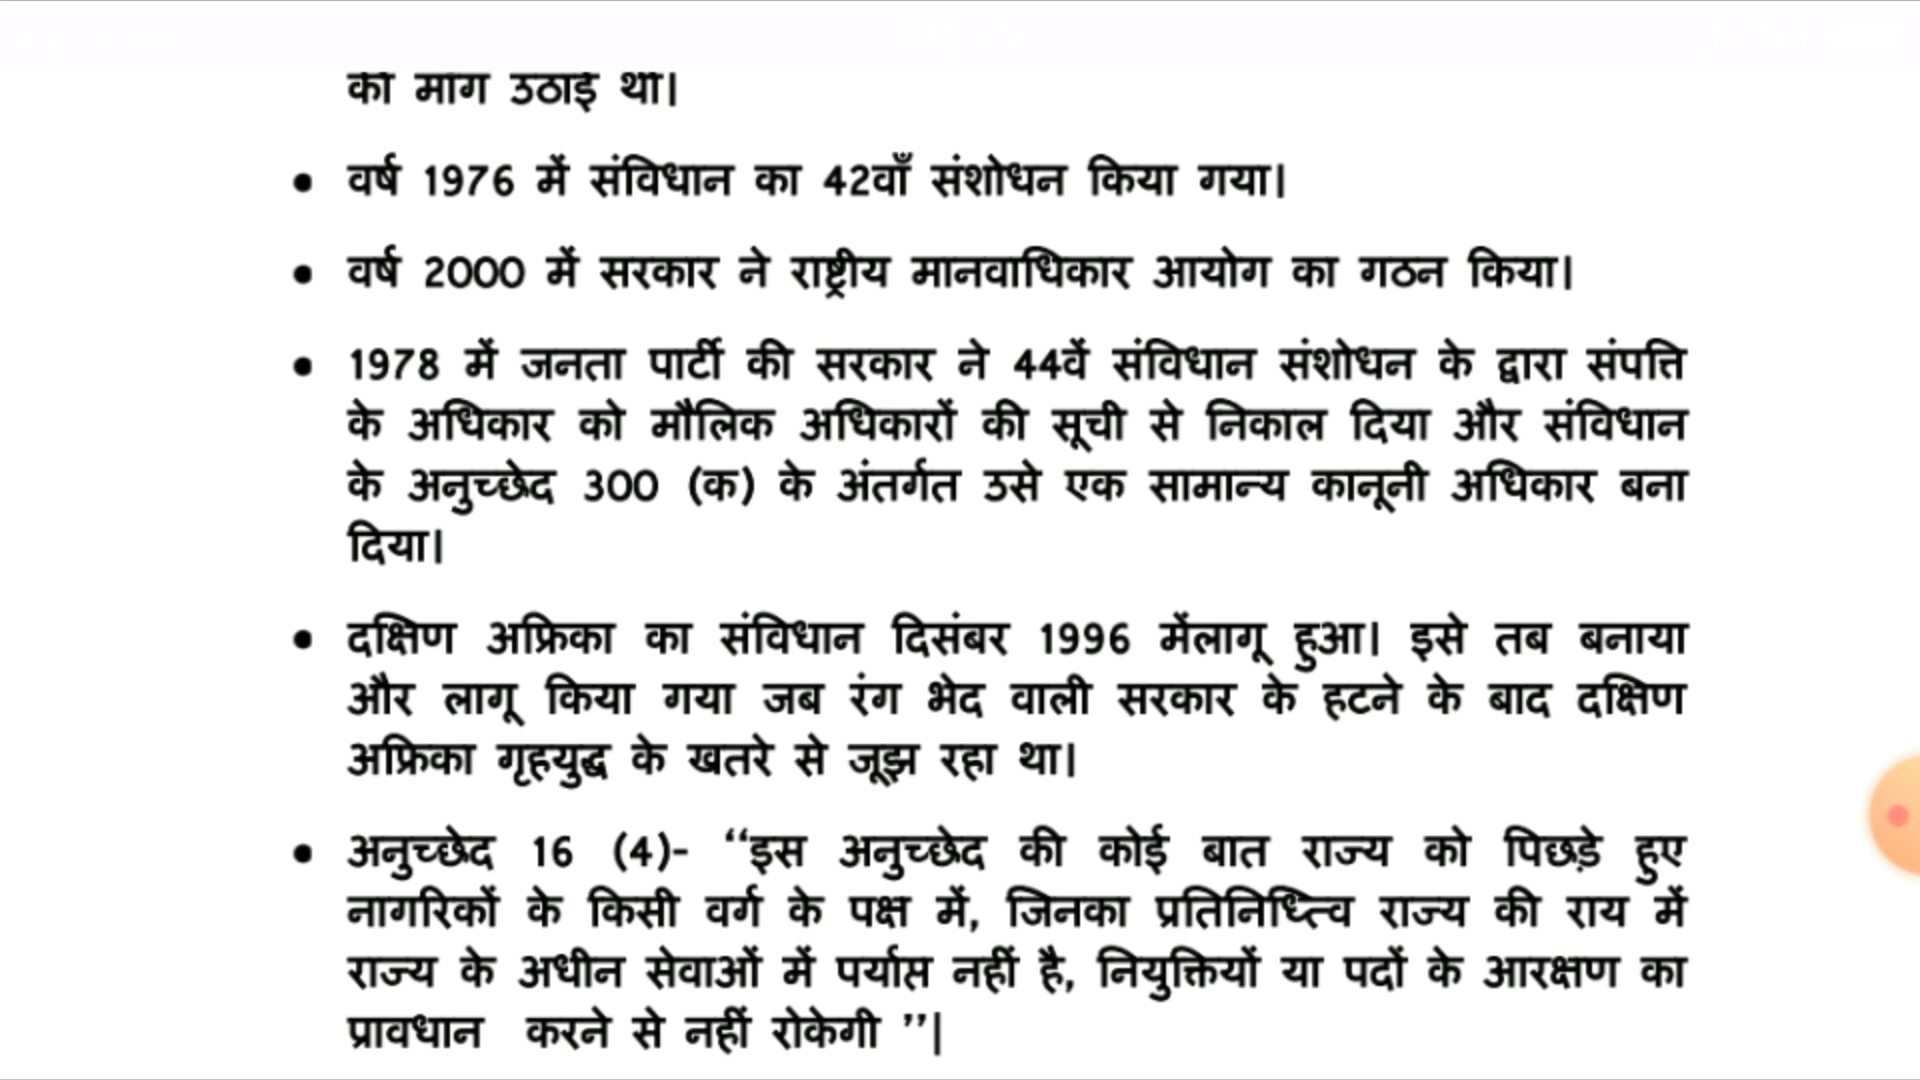 की मांग उठाई थी।
• वर्ष 1976 में संविधान का 42वाँ संशोधन किया गया।
• वर्ष 2000 में सरकार ने राष्ट्रीय मानवाधिकार आयोग का गठन किया।
• 1978 में जनता पार्टी की सरकार ने 44वें संविधान संशोधन के द्वारा संपत्ति
के अधिकार को मौलिक अधिकारों की सूची से निकाल दिया और संविधान
के अनुच्छेद 300 (क) के अंतर्गत उसे एक सामान्य कानूनी अधिकार बना
दिया।
• दक्षिण अफ्रिका का संविधान दिसंबर 1996 मेंलागू हुआ। इसे तब बनाया
और लागू किया गया जब रंग भेद वाली सरकार के हटने के बाद दक्षिण
अफ्रिका गृहयुद्ध के खतरे से जूझ रहा था।
• अनुच्छेद 16 (4)- ‘‘इस अनुच्छेद की कोई बात राज्य को पिछड़े हुए
नागरिकों के किसी वर्ग के पक्ष में, जिनका प्रतिनिध्त्वि राज्य की राय में
राज्य के अधीन सेवाओं में पर्याप्त नहीं है, नियुक्तियों या पदों के आरक्षण का
प्रावधान करने से नहीं रोकेगी ’’|